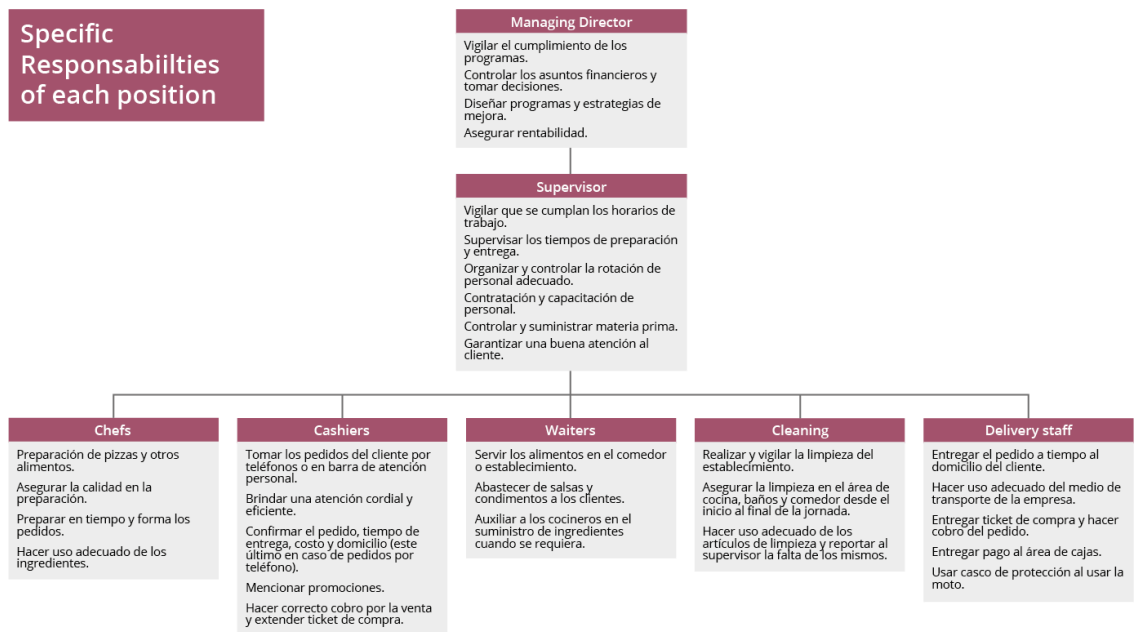 Specific
Responsabiilties
of each position
Managing Director
Vigilar el cumplimiento de los
programas.
Controlar los asuntos financieros y
tomar decisiones.
Diseñar programas y estrategias de
mejora.
Asegurar rentabilidad.
Supervisor
Vigilar que se cumplan los horarios de
trabajo.
Supervisar los tiempos de preparación
y entrega.
Organizar y controlar la rotación de
personal adecuado.
Contratación y capacitación de
personal.
Controlar y suministrar materia prima.
Garantizar una buena atención al
cliente.
Chefs
Preparación de pizzas y otros
alimentos.
Asegurar la calidad en la
preparación.
Preparar en tiempo y forma los
pedidos.
Hacer uso adecuado de los
ingredientes.
Cashiers
Tomar los pedidos del cliente por
teléfonos o en barra de atención
personal.
Brindar una atención cordial y
eficiente.
Confirmar el pedido, tiempo de
entrega, costo y domicilio (este
último en caso de pedidos por
teléfono).
Mencionar promociones.
Hacer correcto cobro por la venta
y extender ticket de compra.
Waiters
Servir los alimentos en el comedor
o establecimiento.
Abastecer de salsas y
condimentos a los clientes.
Auxiliar a los cocineros en el
suministro de ingredientes
cuando se requiera.
Cleaning
Realizar y vigilar la limpieza del
establecimiento.
Asegurar la limpieza en el área de
cocina, baños y comedor desde el
inicio al final de la jornada.
Hacer uso adecuado de los
artículos de limpieza y reportar al
supervisor la falta de los mismos.
Delivery staff
Entregar el pedido a tiempo al
domicilio del cliente.
Hacer uso adecuado del medio de
transporte de la empresa.
Entregar ticket de compra y hacer
cobro del pedido.
Entregar pago al área de cajas.
Usar casco de protección al usar la
moto.